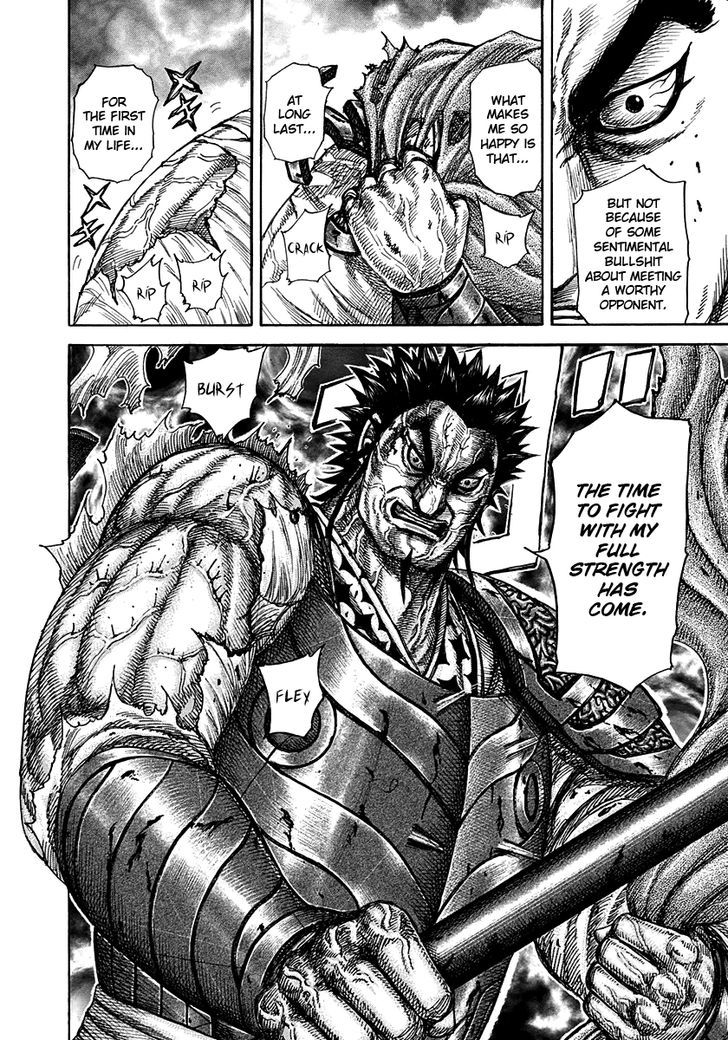 BUT NOT
BECAUSE OF
SOME
SENTIMENTAL
BULLSHIT
ABOUT MEETING
A WORTHY
OPPONENT.
WHAT
MAKES
ME SO
HAPPY IS
THAT...
RIP
AT
LONG
LAST...
CRACK
FOR
THE FIRST
TIME IN
MY LIFE...
RIP
RIP
THE TIME
TO FIGHT
WITH MY
FULL
STRENGTH
HAS
COME.
BURST
FLEX